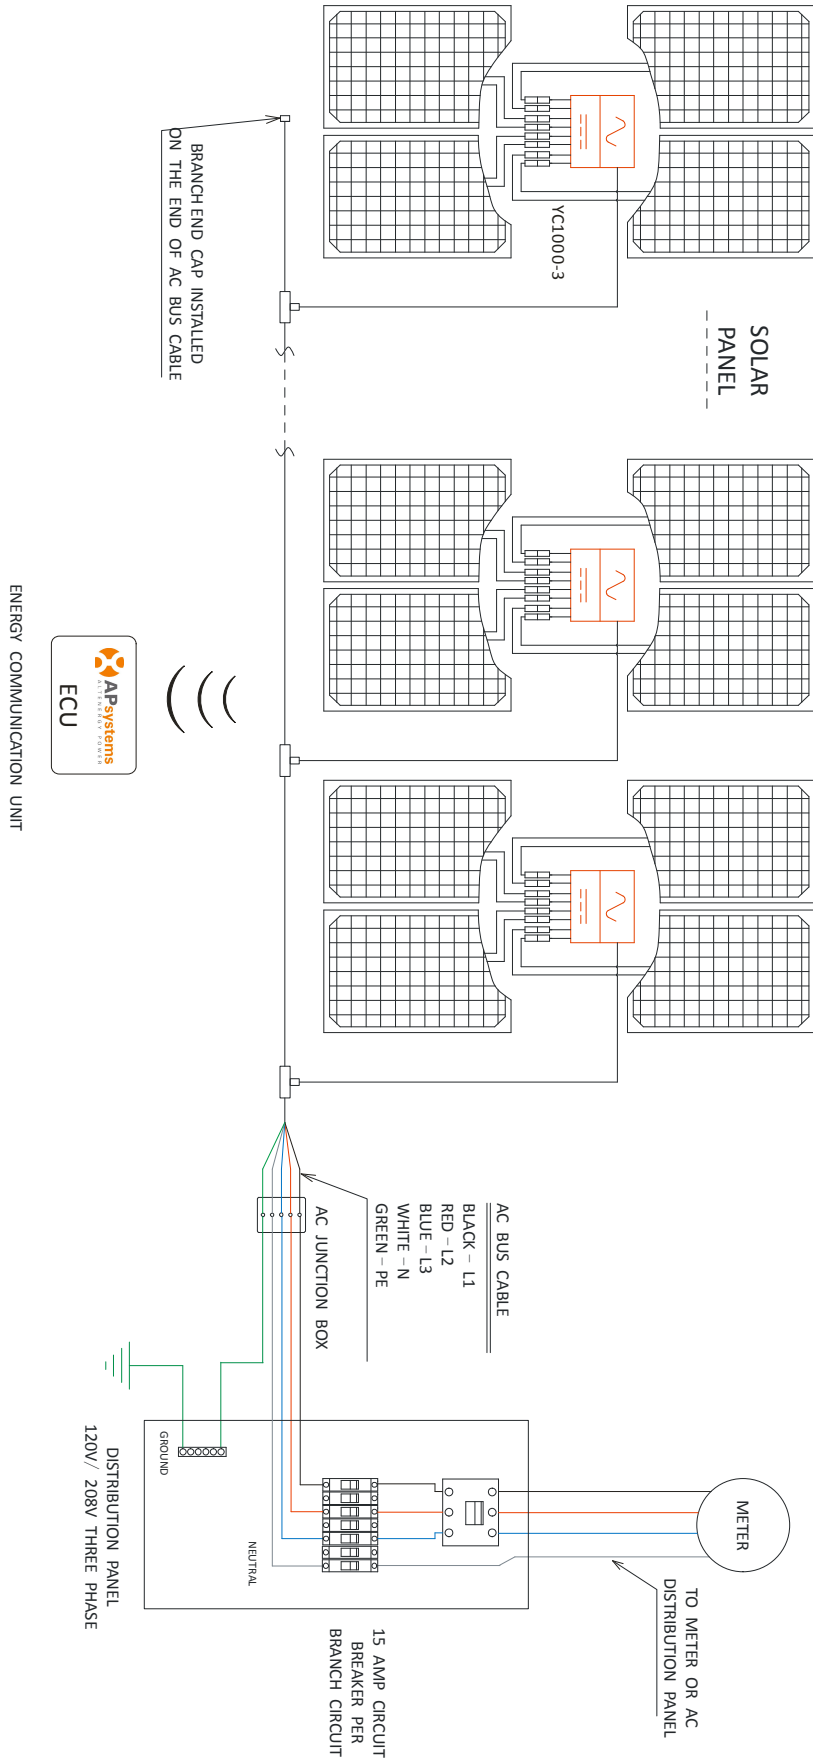 SOLAR
PANEL
YC1000-3
BRANCH END CAP INSTALLED
ON THE END OF AC BUS CABLE
APsystems
ALTENERGY POWER
ECU
ENERGY COMMUNICATION UNIT
AC BUS CABLE
BLACK - L1
RED - L2
BLUE - L3
WHITE - N
GREEN - PE
AC JUNCTION BOX
METER
TO METER OR AC
DISTRIBUTION PANEL
GROUND
NEUTRAL
DISTRIBUTION PANEL
120V/ 208V THREE PHASE
15 AMP CIRCUIT
BREAKER PER
BRANCH CIRCUIT